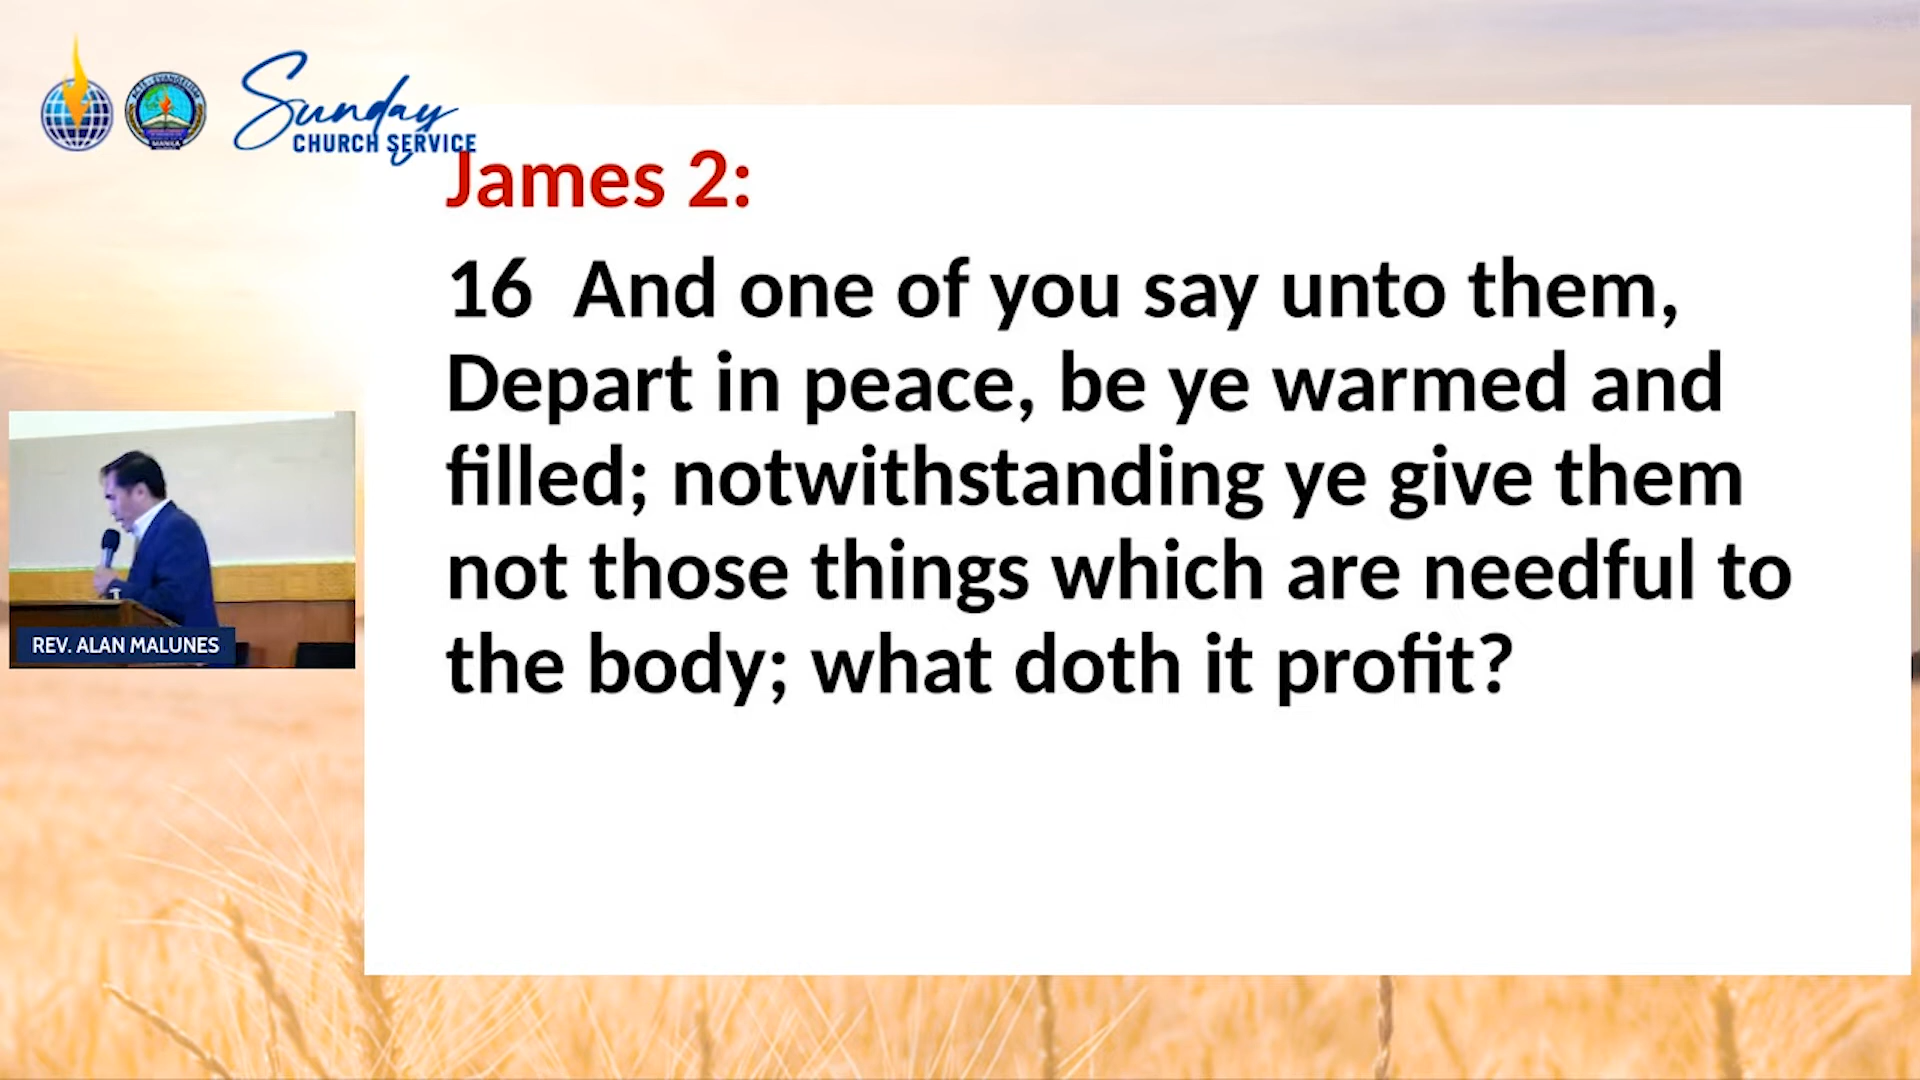 Sunday
CHURCH SERVICE
MANILA
James 2:
16 And one of you say unto them,
Depart in peace, be ye warmed and
filled; notwithstanding ye give them
not those things which are needful to
the body; what doth it profit?
REV. ALAN MALUNES